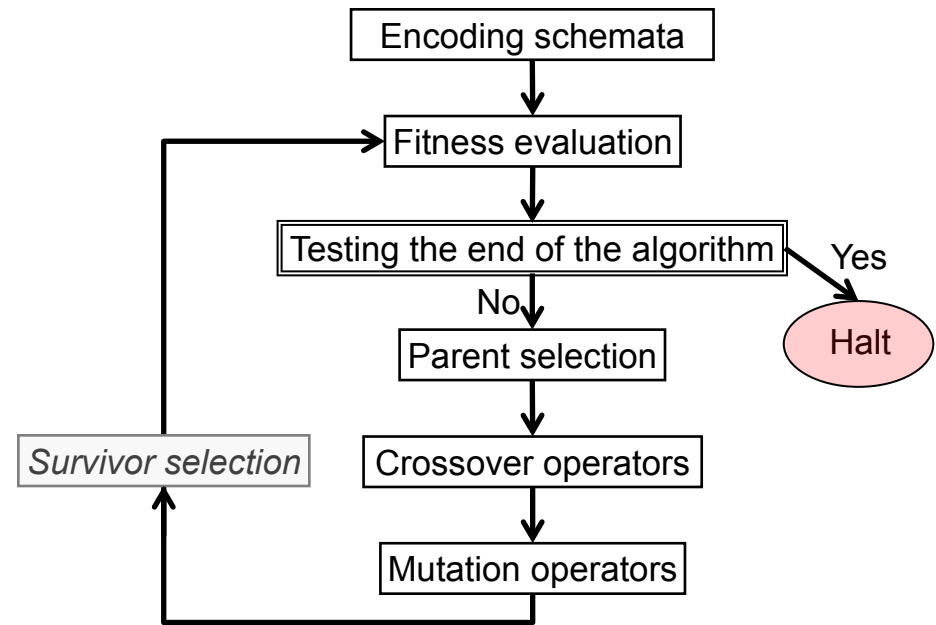 Encoding schemata
Fitness evaluation
Testing the end of the algorithm
Yes
No
Halt
Parent selection
Survivor selection
Crossover operators
Mutation operators